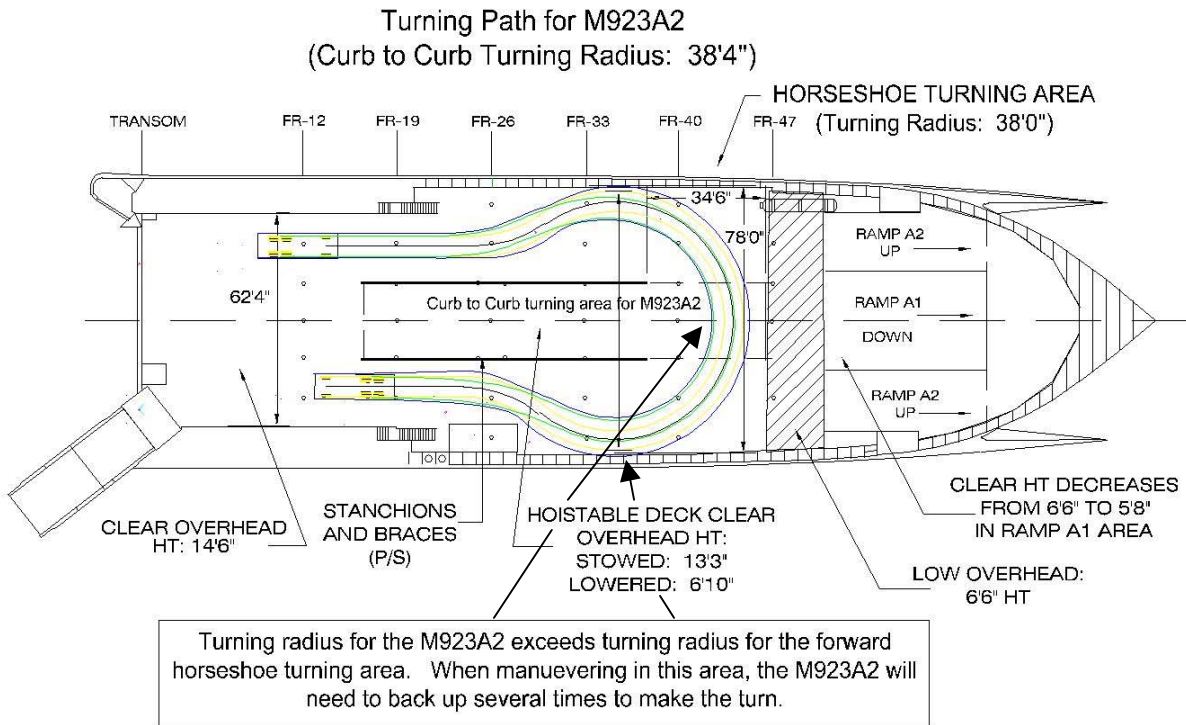 Turning Path for M923A2
(Curb to Curb Turning Radius: 38'4")
HORSESHOE TURNING AREA
(Turning Radius: 38'0")
TRANSOM
FR-12
FR-19
FR-26
FR-33
FR-40
FR-47
34'6"
78'0"
62'4"
RAMP A2
UP
Curb to Curb turning area for M923A2
RAMP A1
DOWN
RAMP A2
UP
CLEAR OVERHEAD
HT: 14'6"
STANCHIONS
AND BRACES
(P/S)
HOISTABLE DECK CLEAR
OVERHEAD HT:
STOWED: 13'3"
LOWERED: 6'10"
CLEAR HT DECREASES
FROM 6'6" TO 5'8"
IN RAMP A1 AREA
LOW OVERHEAD:
6'6" HT
Turning radius for the M923A2 exceeds turning radius for the forward
horseshoe turning area. When manuevering in this area, the M923A2 will
need to back up several times to make the turn.